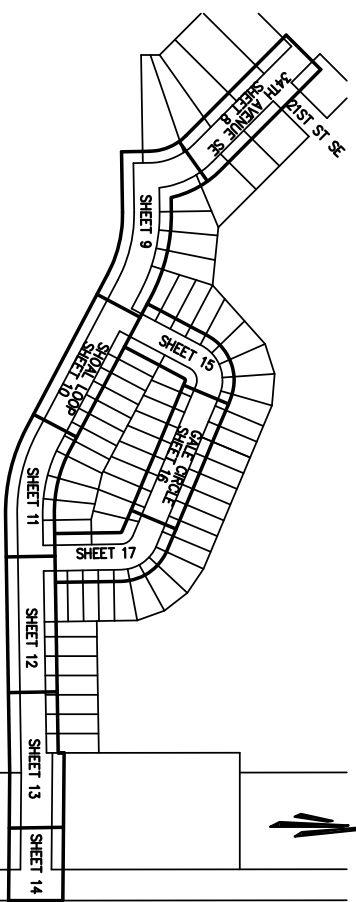 21ST ST SE
34TH AVENUE SE
SHEET 8
SHEET 9
SHEET 15
SHOAL LOOP
SHEET 10
GALE CIRCLE
SHEET 16
SHEET 11
SHEET 17
SHEET 12
SHEET 13
SHEET 14